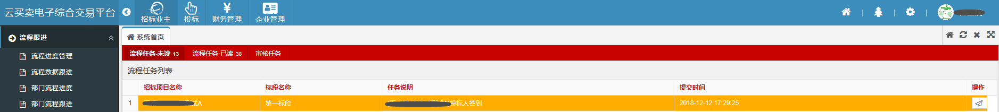 云买卖电子综合交易平台
招标业主 投标 财务管理 企业管理
流程跟进
流程进度管理
流程数据跟进
部门流程进度
部门流程跟进
系统首页
流程任务-未读 13 流程任务-已读 38 审核任务
流程任务列表
招标项目名称 标段名称 任务说明 提交时间 操作
1 试A 第一标段 投标人签到 2018-12-12 17:29:25